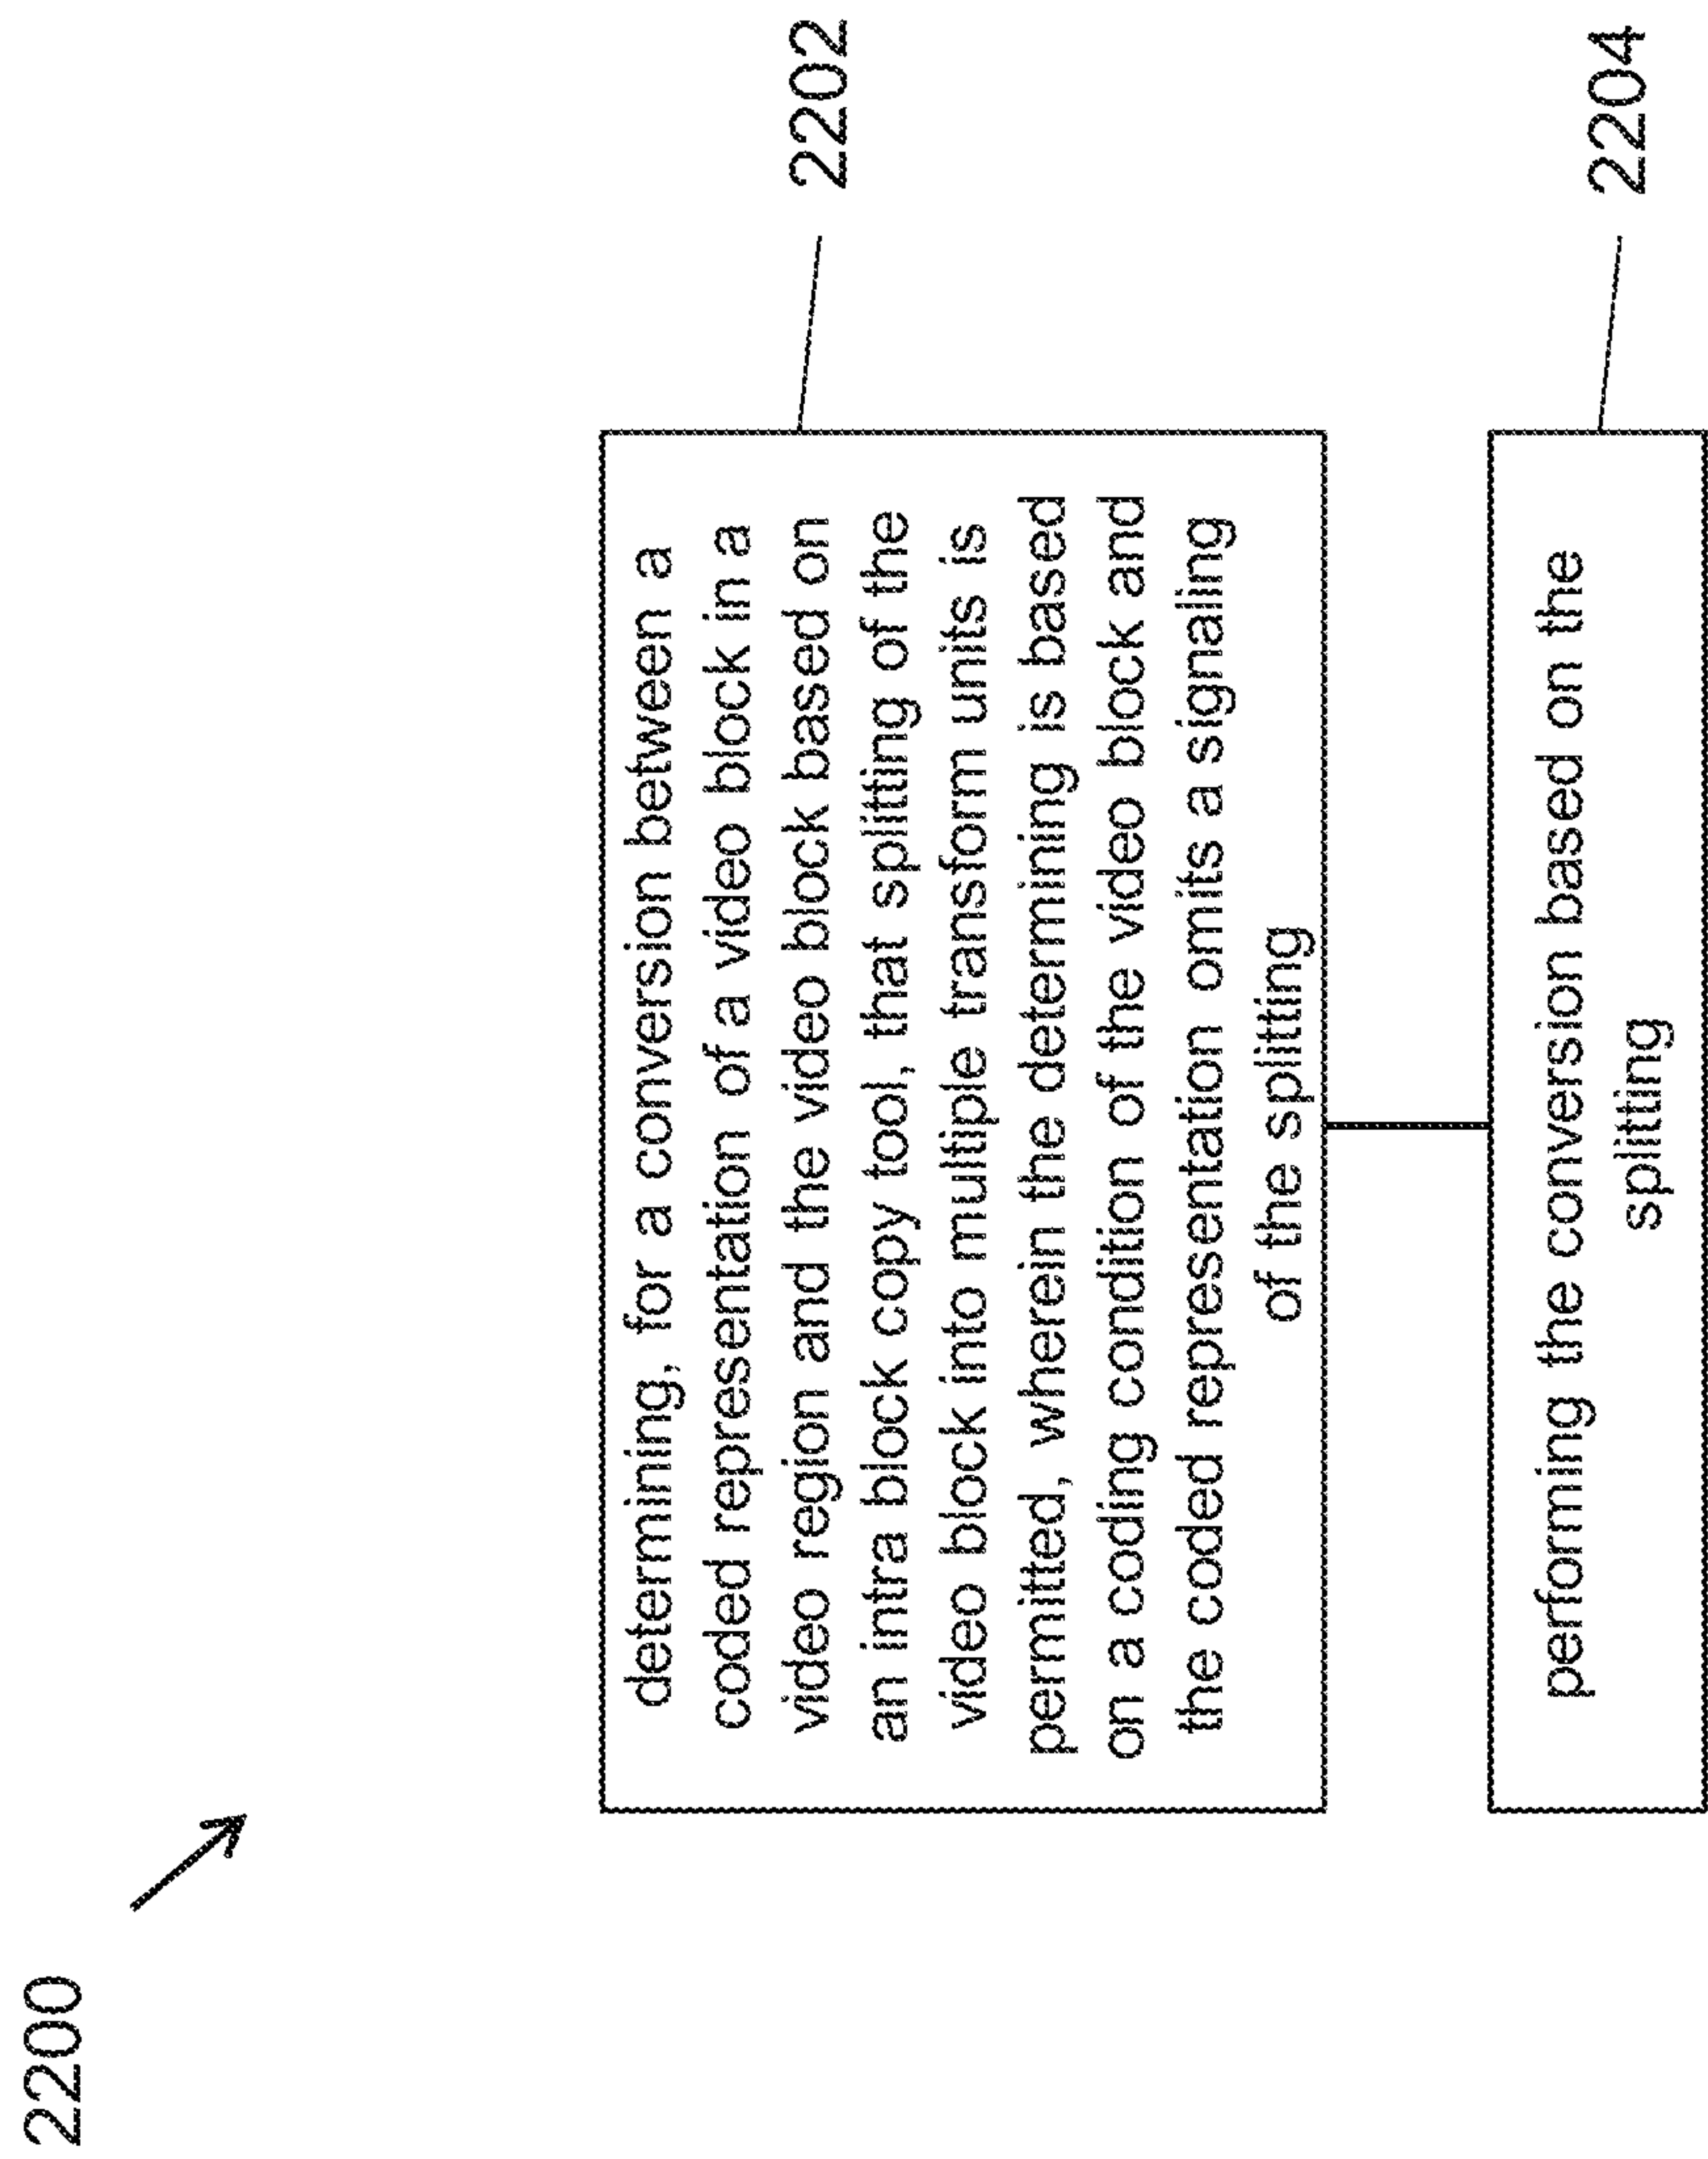 2200
determining, for a conversion between a
coded representation of a video block in a
video region and the video block based on
an intra block copy tool, that splitting of the
video block into multiple transform units is
permitted, wherein the determining is based
on a coding condition of the video block and
the coded representation omits a signaling
of the splitting
2202
performing the conversion based on the
splitting
2204